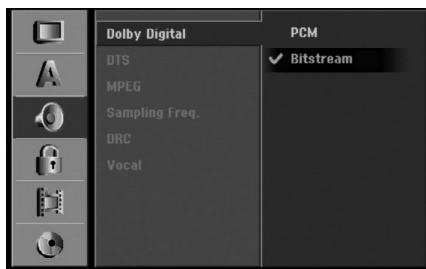 Dolby Digital
PCM
DTS
Bitstream
MPEG
Sampling Freq.
DRC
Vocal
A